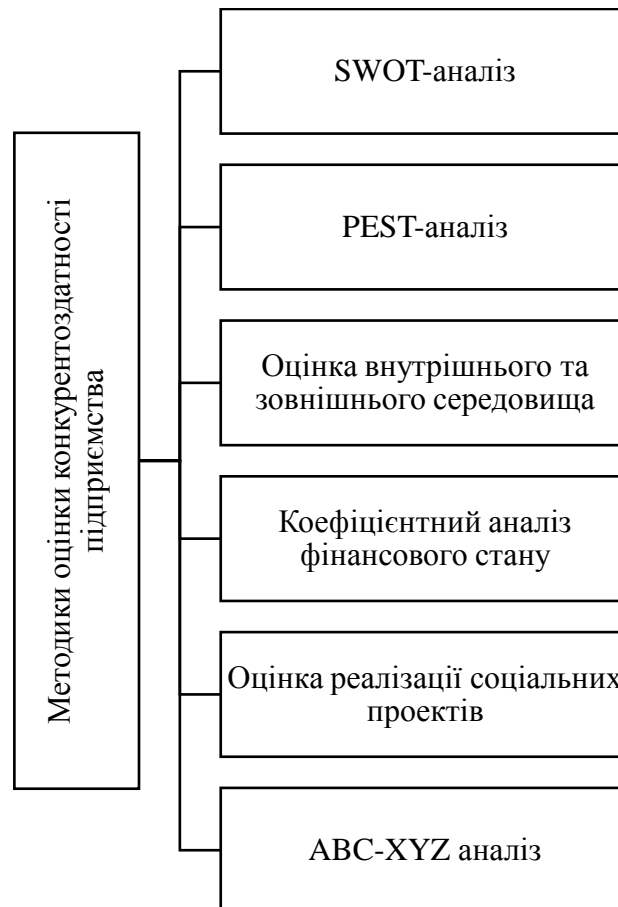 Методики оцінки конкурентоздатності
підприємства
SWOT-аналіз
PEST-аналіз
Оцінка внутрішнього та
зовнішнього середовища
Коефіцієнтний аналіз
фінансового стану
Оцінка реалізації соціальних
проектів
ABC-XYZ аналіз